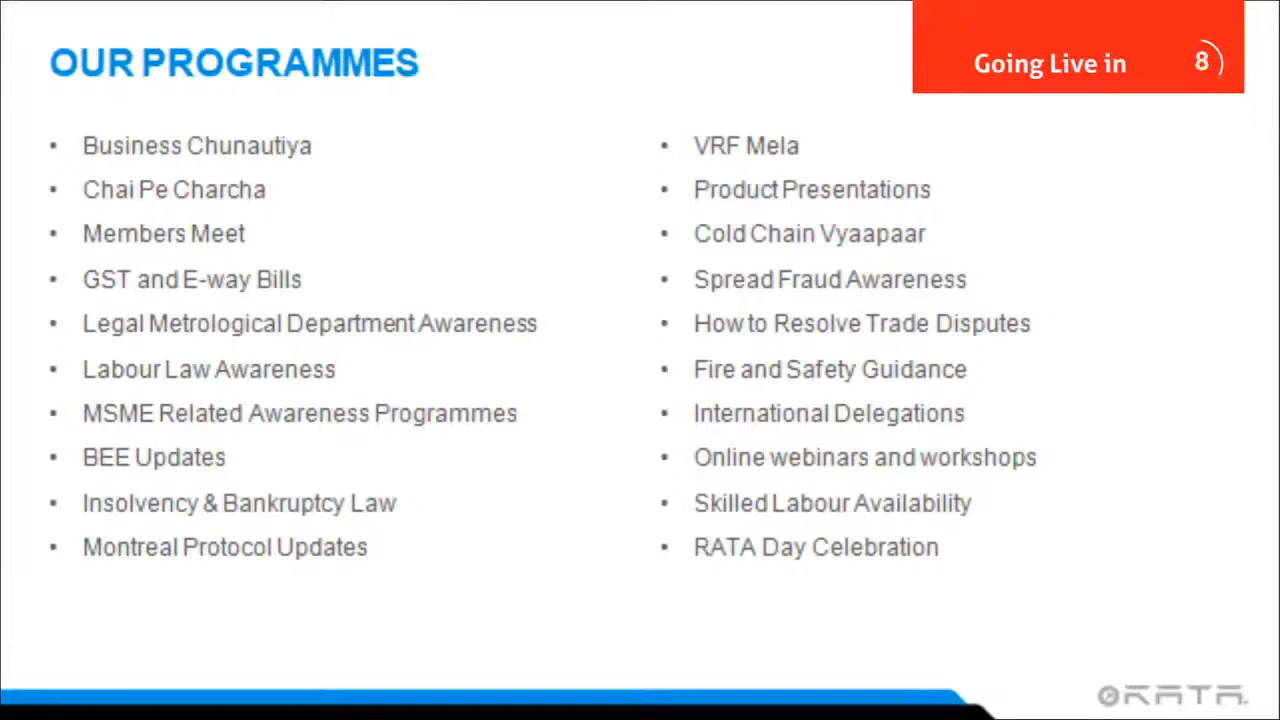 OUR PROGRAMMES
Going Live in 8
• Business Chunautiya
• Chai Pe Charcha
• Members Meet
• GST and E-way Bills
• Legal Metrological Department Awareness
• Labour Law Awareness
• MSME Related Awareness Programmes
• BEE Updates
• Insolvency & Bankruptcy Law
• Montreal Protocol Updates
• VRF Mela
• Product Presentations
• Cold Chain Vyaapaar
• Spread Fraud Awareness
• How to Resolve Trade Disputes
• Fire and Safety Guidance
• International Delegations
• Online webinars and workshops
• Skilled Labour Availability
• RATA Day Celebration
RATA